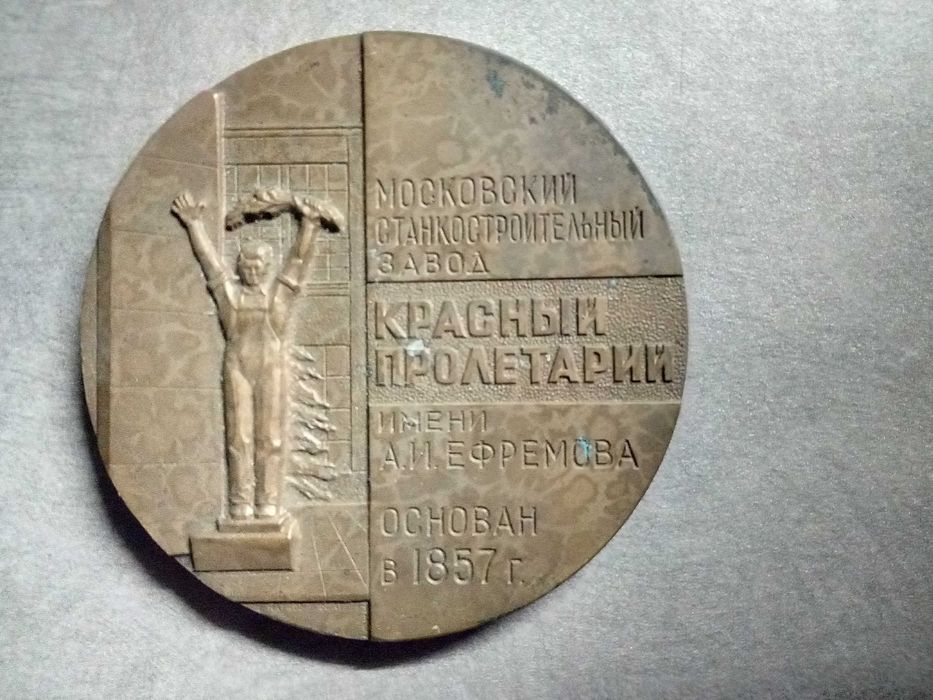 МОСКОВСКИЙ
СТАНКОСТРОИТЕЛЬНЫЙ
ЗАВОД
КРАСНЫЙ
ПРОЛЕТАРИЙ
ИМЕНИ
А.И.ЕФРЕМОВА
ОСНОВАН
в 1857 г.